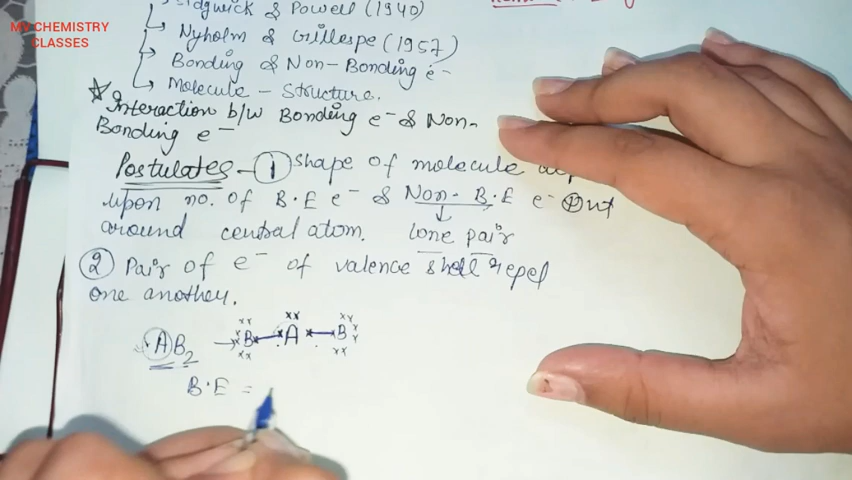 MY CHEMISTRY
CLASSES
Sidgwick & Powell (1940)
Nyholm & Gillespe (1957)
Bonding & Non-Bonding e-
Molecule - Structure.
Interaction b/w Bonding e- & Non-
Bonding e-
Postulates - ① Shape of molecule
upon no. of B.E e- & Non-B.E e-
around central atom. lone pair
② Pair of e- of valence shell repel
one another.
AB2 → B A B
B.E =